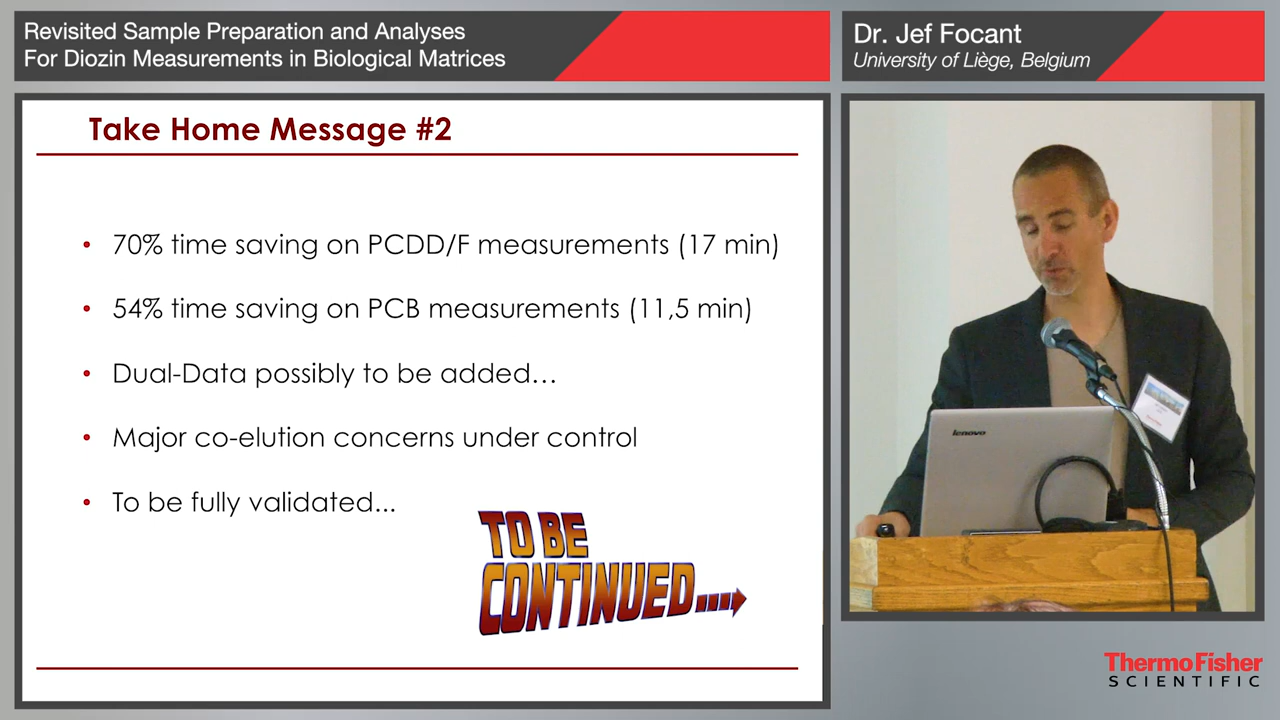 Revisited Sample Preparation and Analyses
For Diozin Measurements in Biological Matrices
Dr. Jef Focant
University of Liège, Belgium
Take Home Message #2
• 70% time saving on PCDD/F measurements (17 min)
• 54% time saving on PCB measurements (11,5 min)
• Dual-Data possibly to be added…
• Major co-elution concerns under control
• To be fully validated...
TO BE
CONTINUED....
lenovo
ThermoFisher
SCIENTIFIC